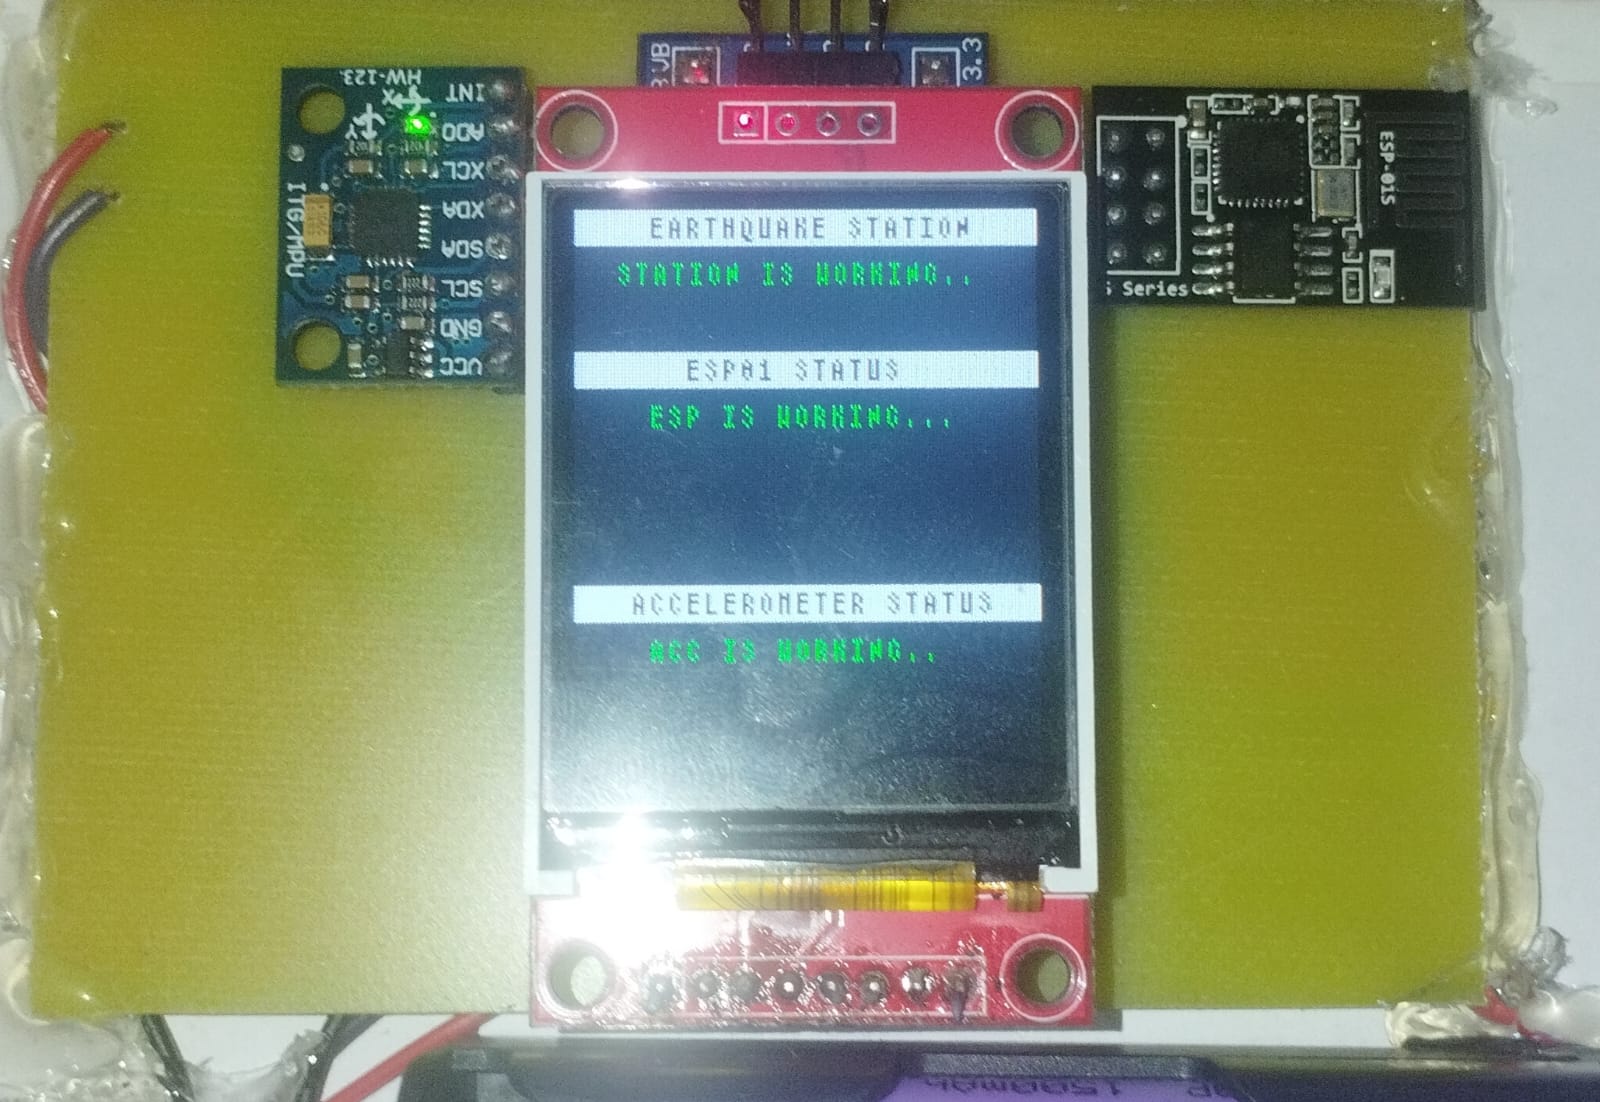 3.3
HW-123
INT
AD0
XCL
XDA
SDA
SCL
GND
VCC
X
Y
ITG/MPU
EARTHQUAKE STATION
STATION IS WORKING..
ESP01 STATUS
ESP IS WORKING...
ACCELEROMETER STATUS
ACC IS WORKING..
ESP-01S
Series
1500mAh